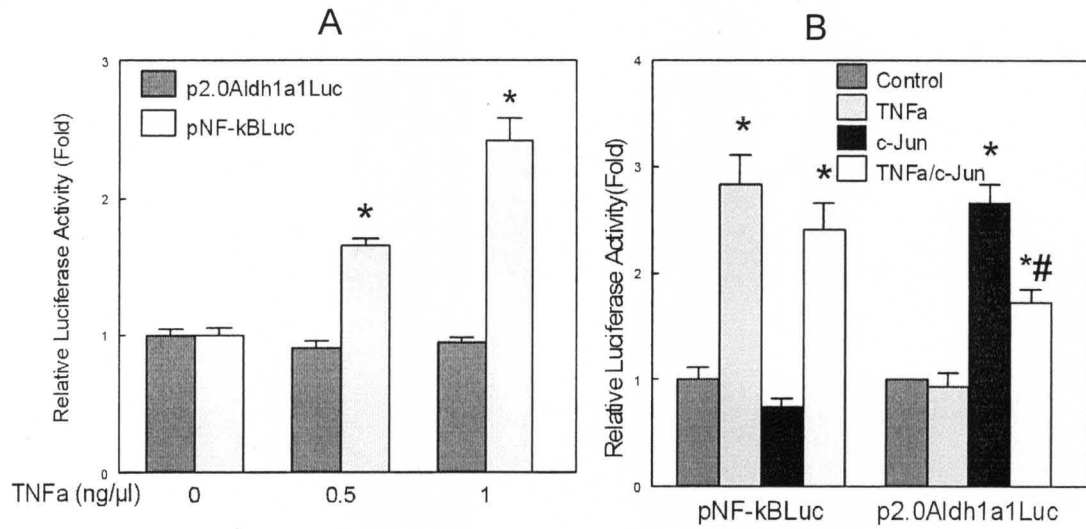 A
Relative Luciferase Activity (Fold)
3
2
1
0
p2.0Aldh1a1Luc
pNF-kBLuc
*
*
TNFa (ng/µl)
0
0.5
1
B
Relative Luciferase Activity(Fold)
4
3
2
1
0
Control
TNFa
c-Jun
TNFa/c-Jun
*
*
*
*#
pNF-kBLuc
p2.0Aldh1a1Luc